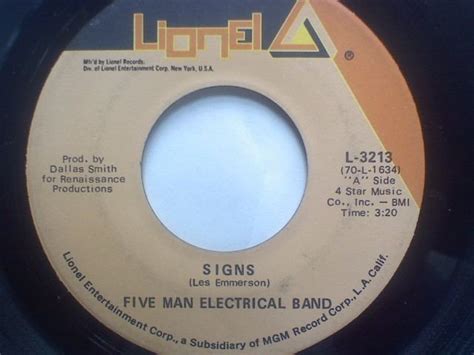 Lionel
®
Mfr'd by Lionel Records.
Div. of Lionel Entertainment Corp. New York, U.S.A.
Prod. by
Dallas Smith
for Renaissance
Productions
L-3213
(70-L-1634)
"A" Side
4 Star Music
Co., Inc. — BMI
Time: 3:20
SIGNS
(Les Emmerson)
FIVE MAN ELECTRICAL BAND
Lionel Entertainment Corp., a Subsidiary of MGM Record Corp., L.A. Calif.